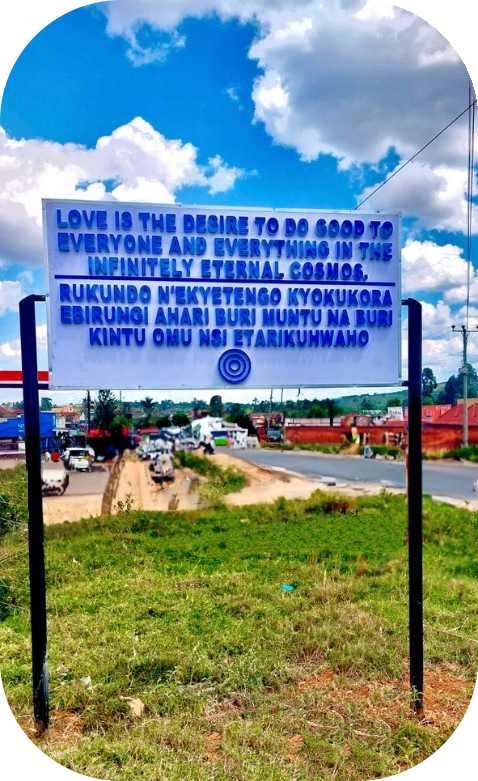 LOVE IS THE DESIRE TO DO GOOD TO
EVERYONE AND EVERYTHING IN THE
INFINITELY ETERNAL COSMOS.
RUKUNDO N'EKYETENGO KYOKUKORA
EBIRUNGI AHARI BURI MUNTU NA BURI
KINTU OMU NSI ETARIKUHWAHO